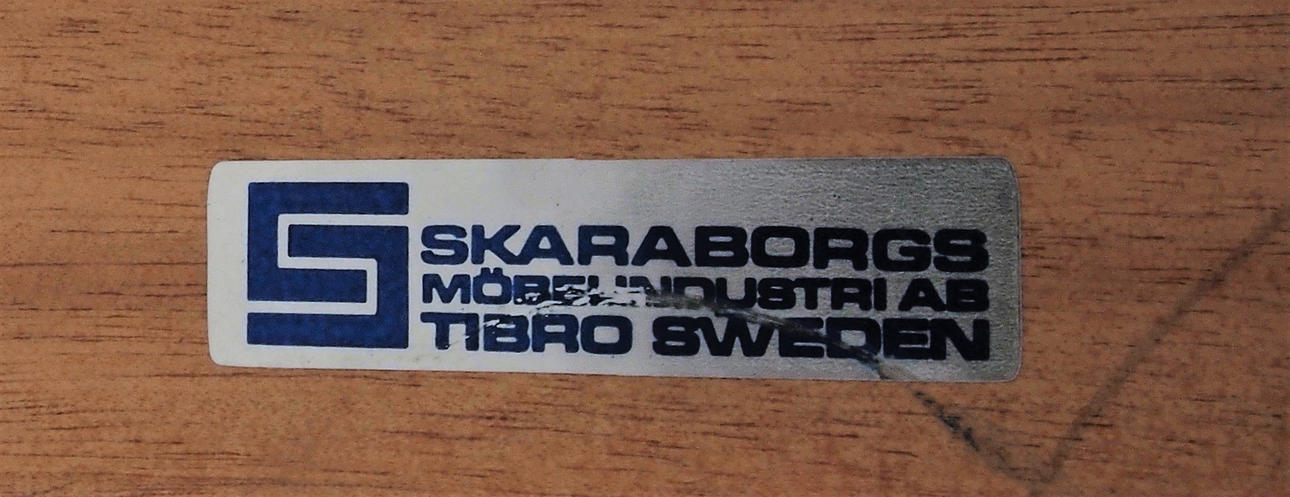 SKARABORGS
MÖBELINDUSTRI AB
TIBRO SWEDEN